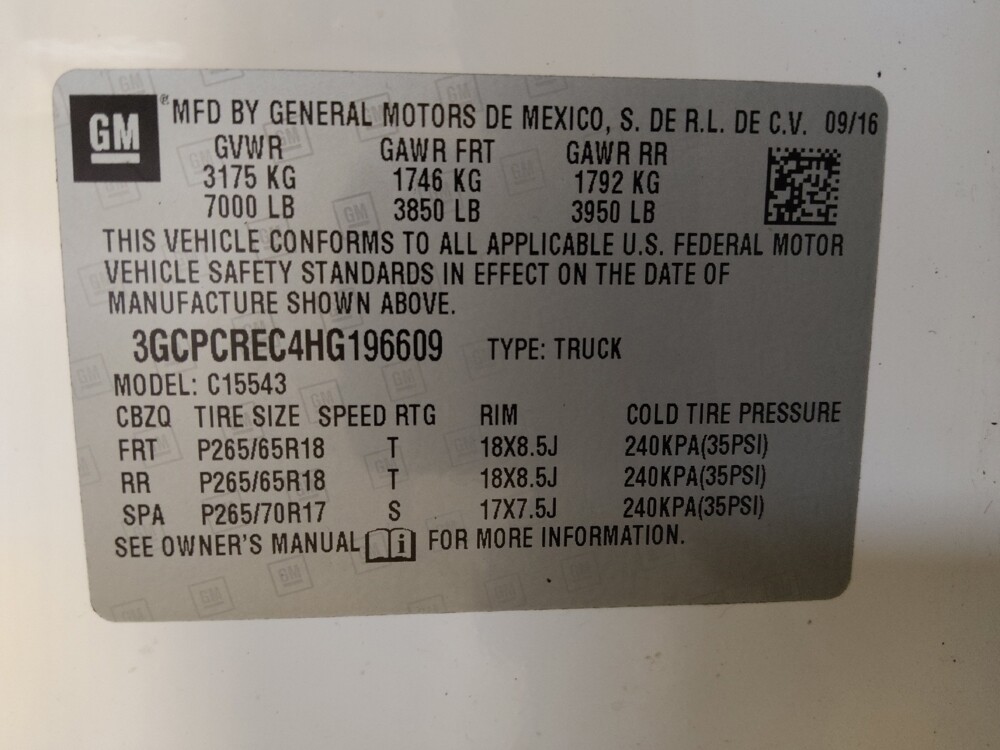 GM ® MFD BY GENERAL MOTORS DE MEXICO, S. DE R.L. DE C.V. 09/16
GVWR GAWR FRT GAWR RR
3175 KG 1746 KG 1792 KG
7000 LB 3850 LB 3950 LB
THIS VEHICLE CONFORMS TO ALL APPLICABLE U.S. FEDERAL MOTOR
VEHICLE SAFETY STANDARDS IN EFFECT ON THE DATE OF
MANUFACTURE SHOWN ABOVE.
3GCPCREC4HG196609 TYPE: TRUCK
MODEL: C15543
CBZQ TIRE SIZE SPEED RTG RIM COLD TIRE PRESSURE
FRT P265/65R18 T 18X8.5J 240KPA(35PSI)
RR P265/65R18 T 18X8.5J 240KPA(35PSI)
SPA P265/70R17 S 17X7.5J 240KPA(35PSI)
SEE OWNER'S MANUAL i FOR MORE INFORMATION.